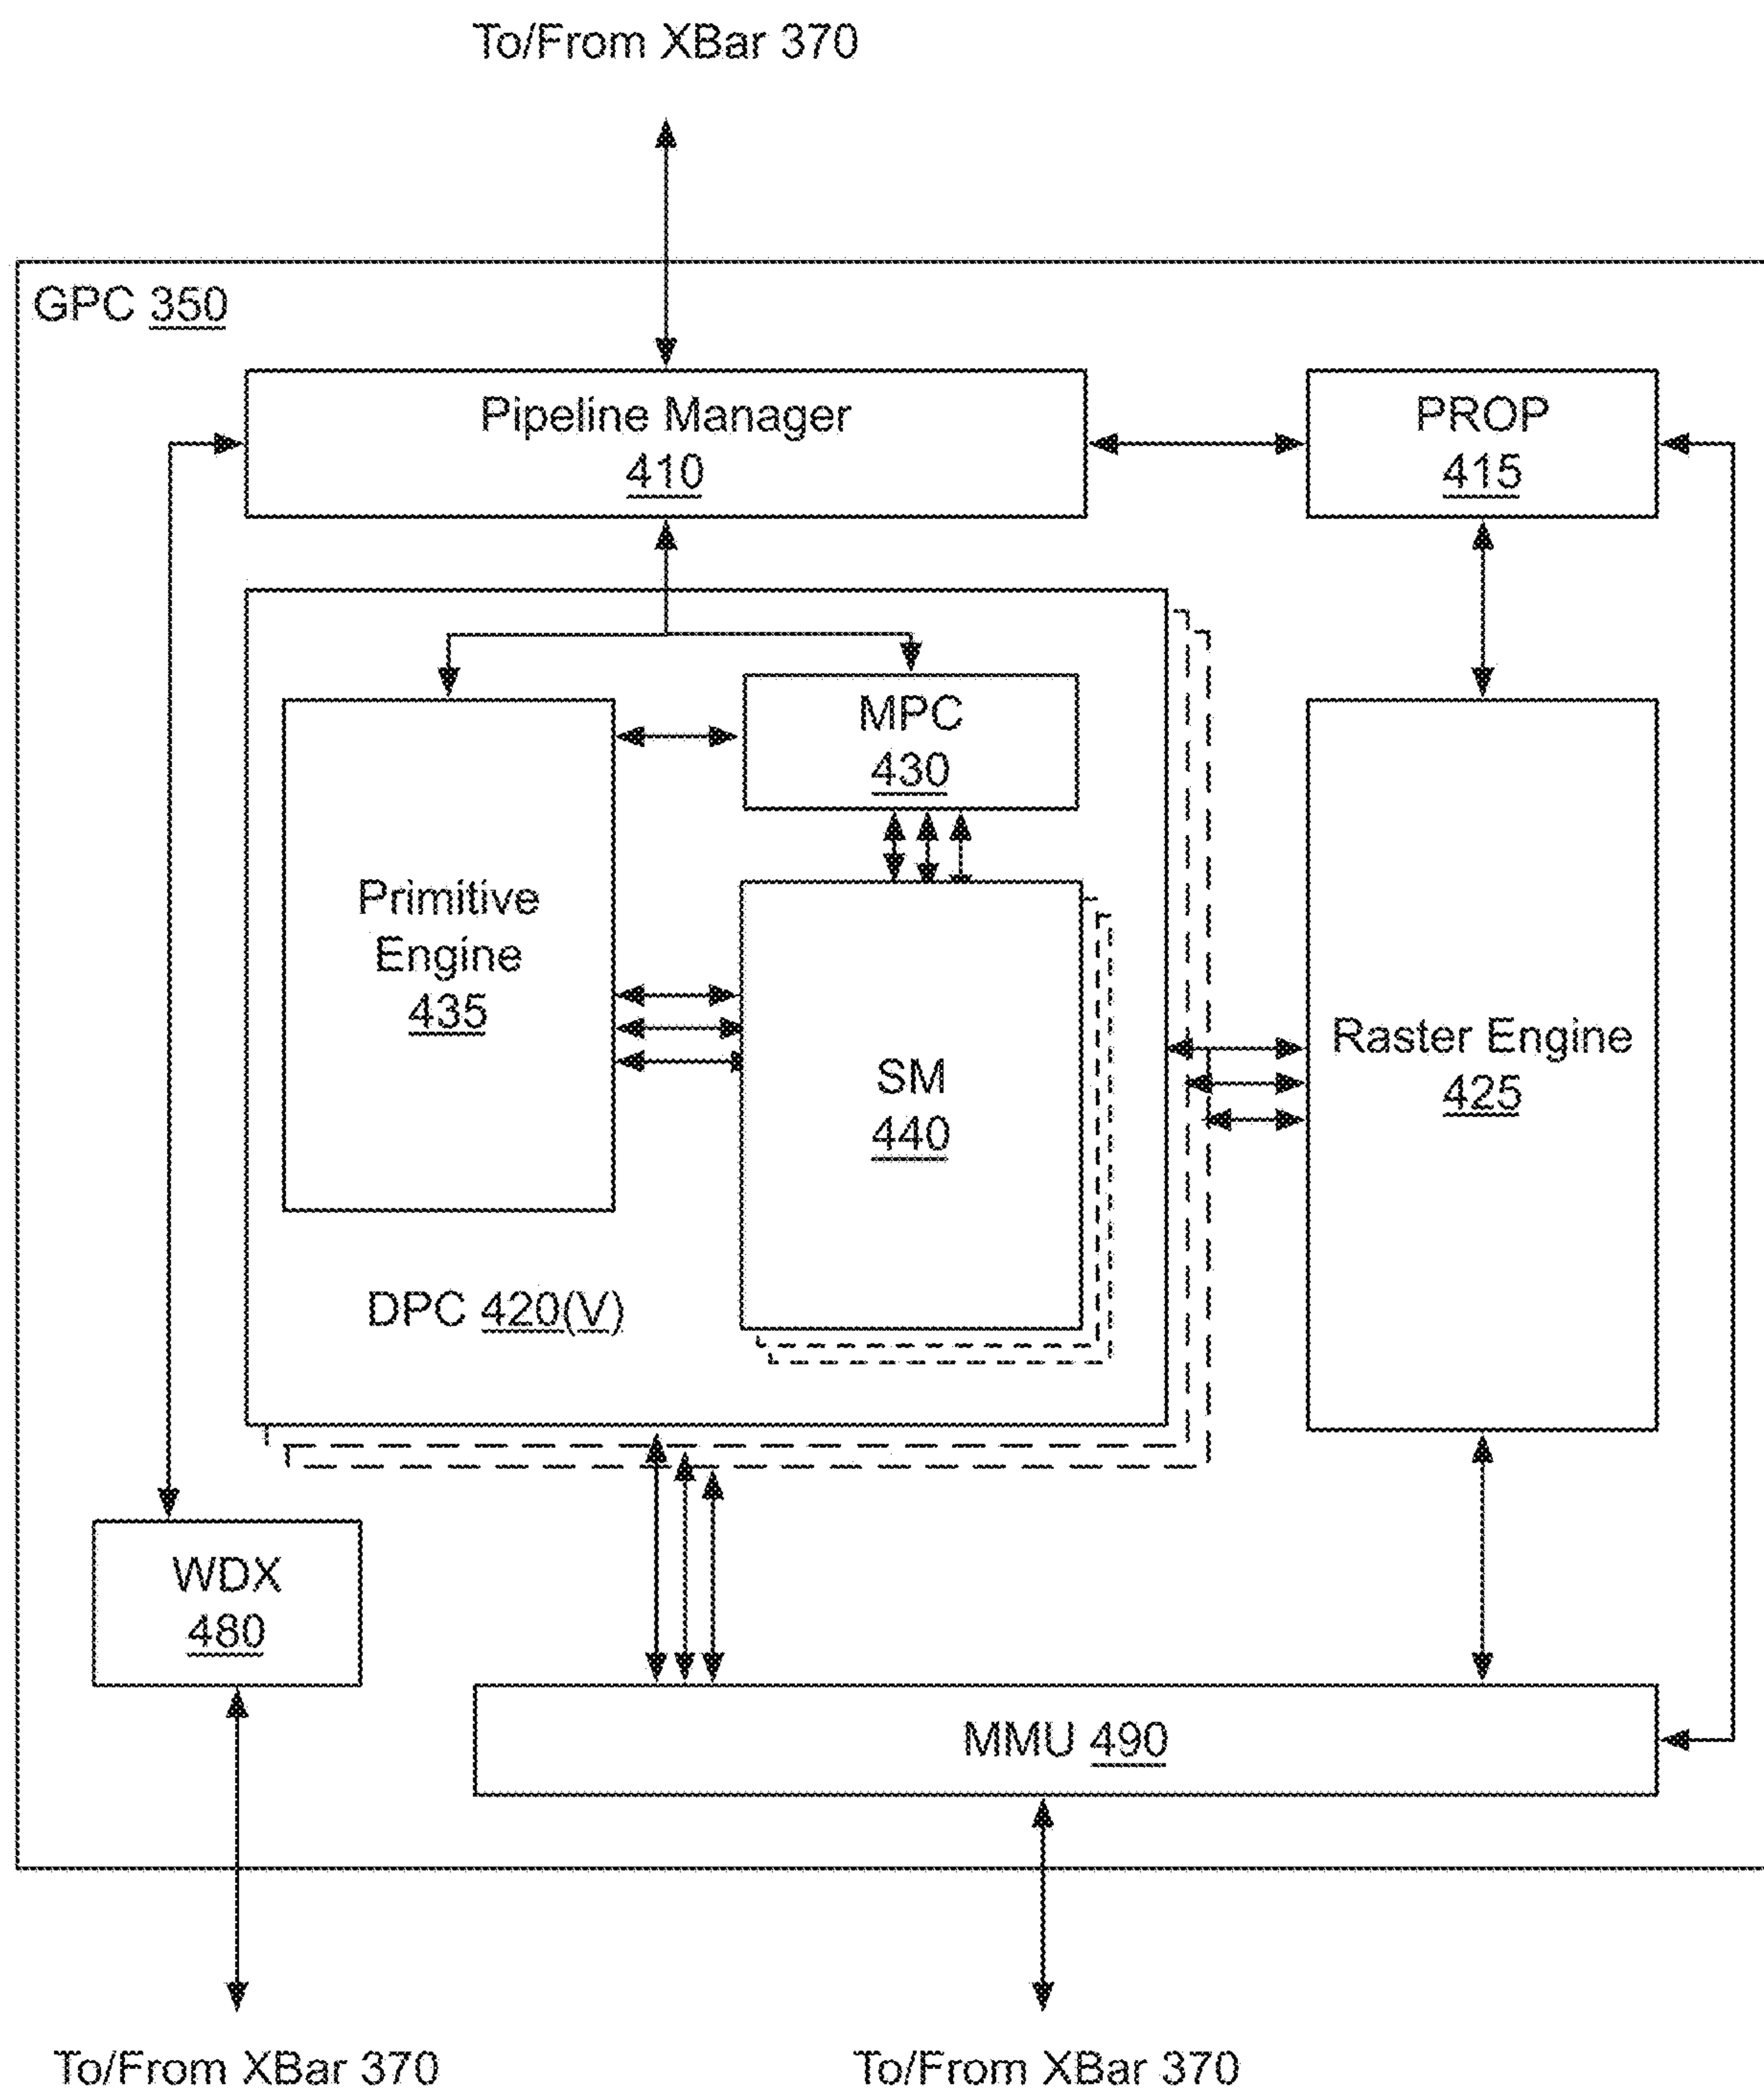 To/From XBar 370
GPC 350
Pipeline Manager
410
PROP
415
MPC
430
Primitive
Engine
435
SM
440
Raster Engine
425
DPC 420(V)
WDX
480
MMU 490
To/From XBar 370
To/From XBar 370